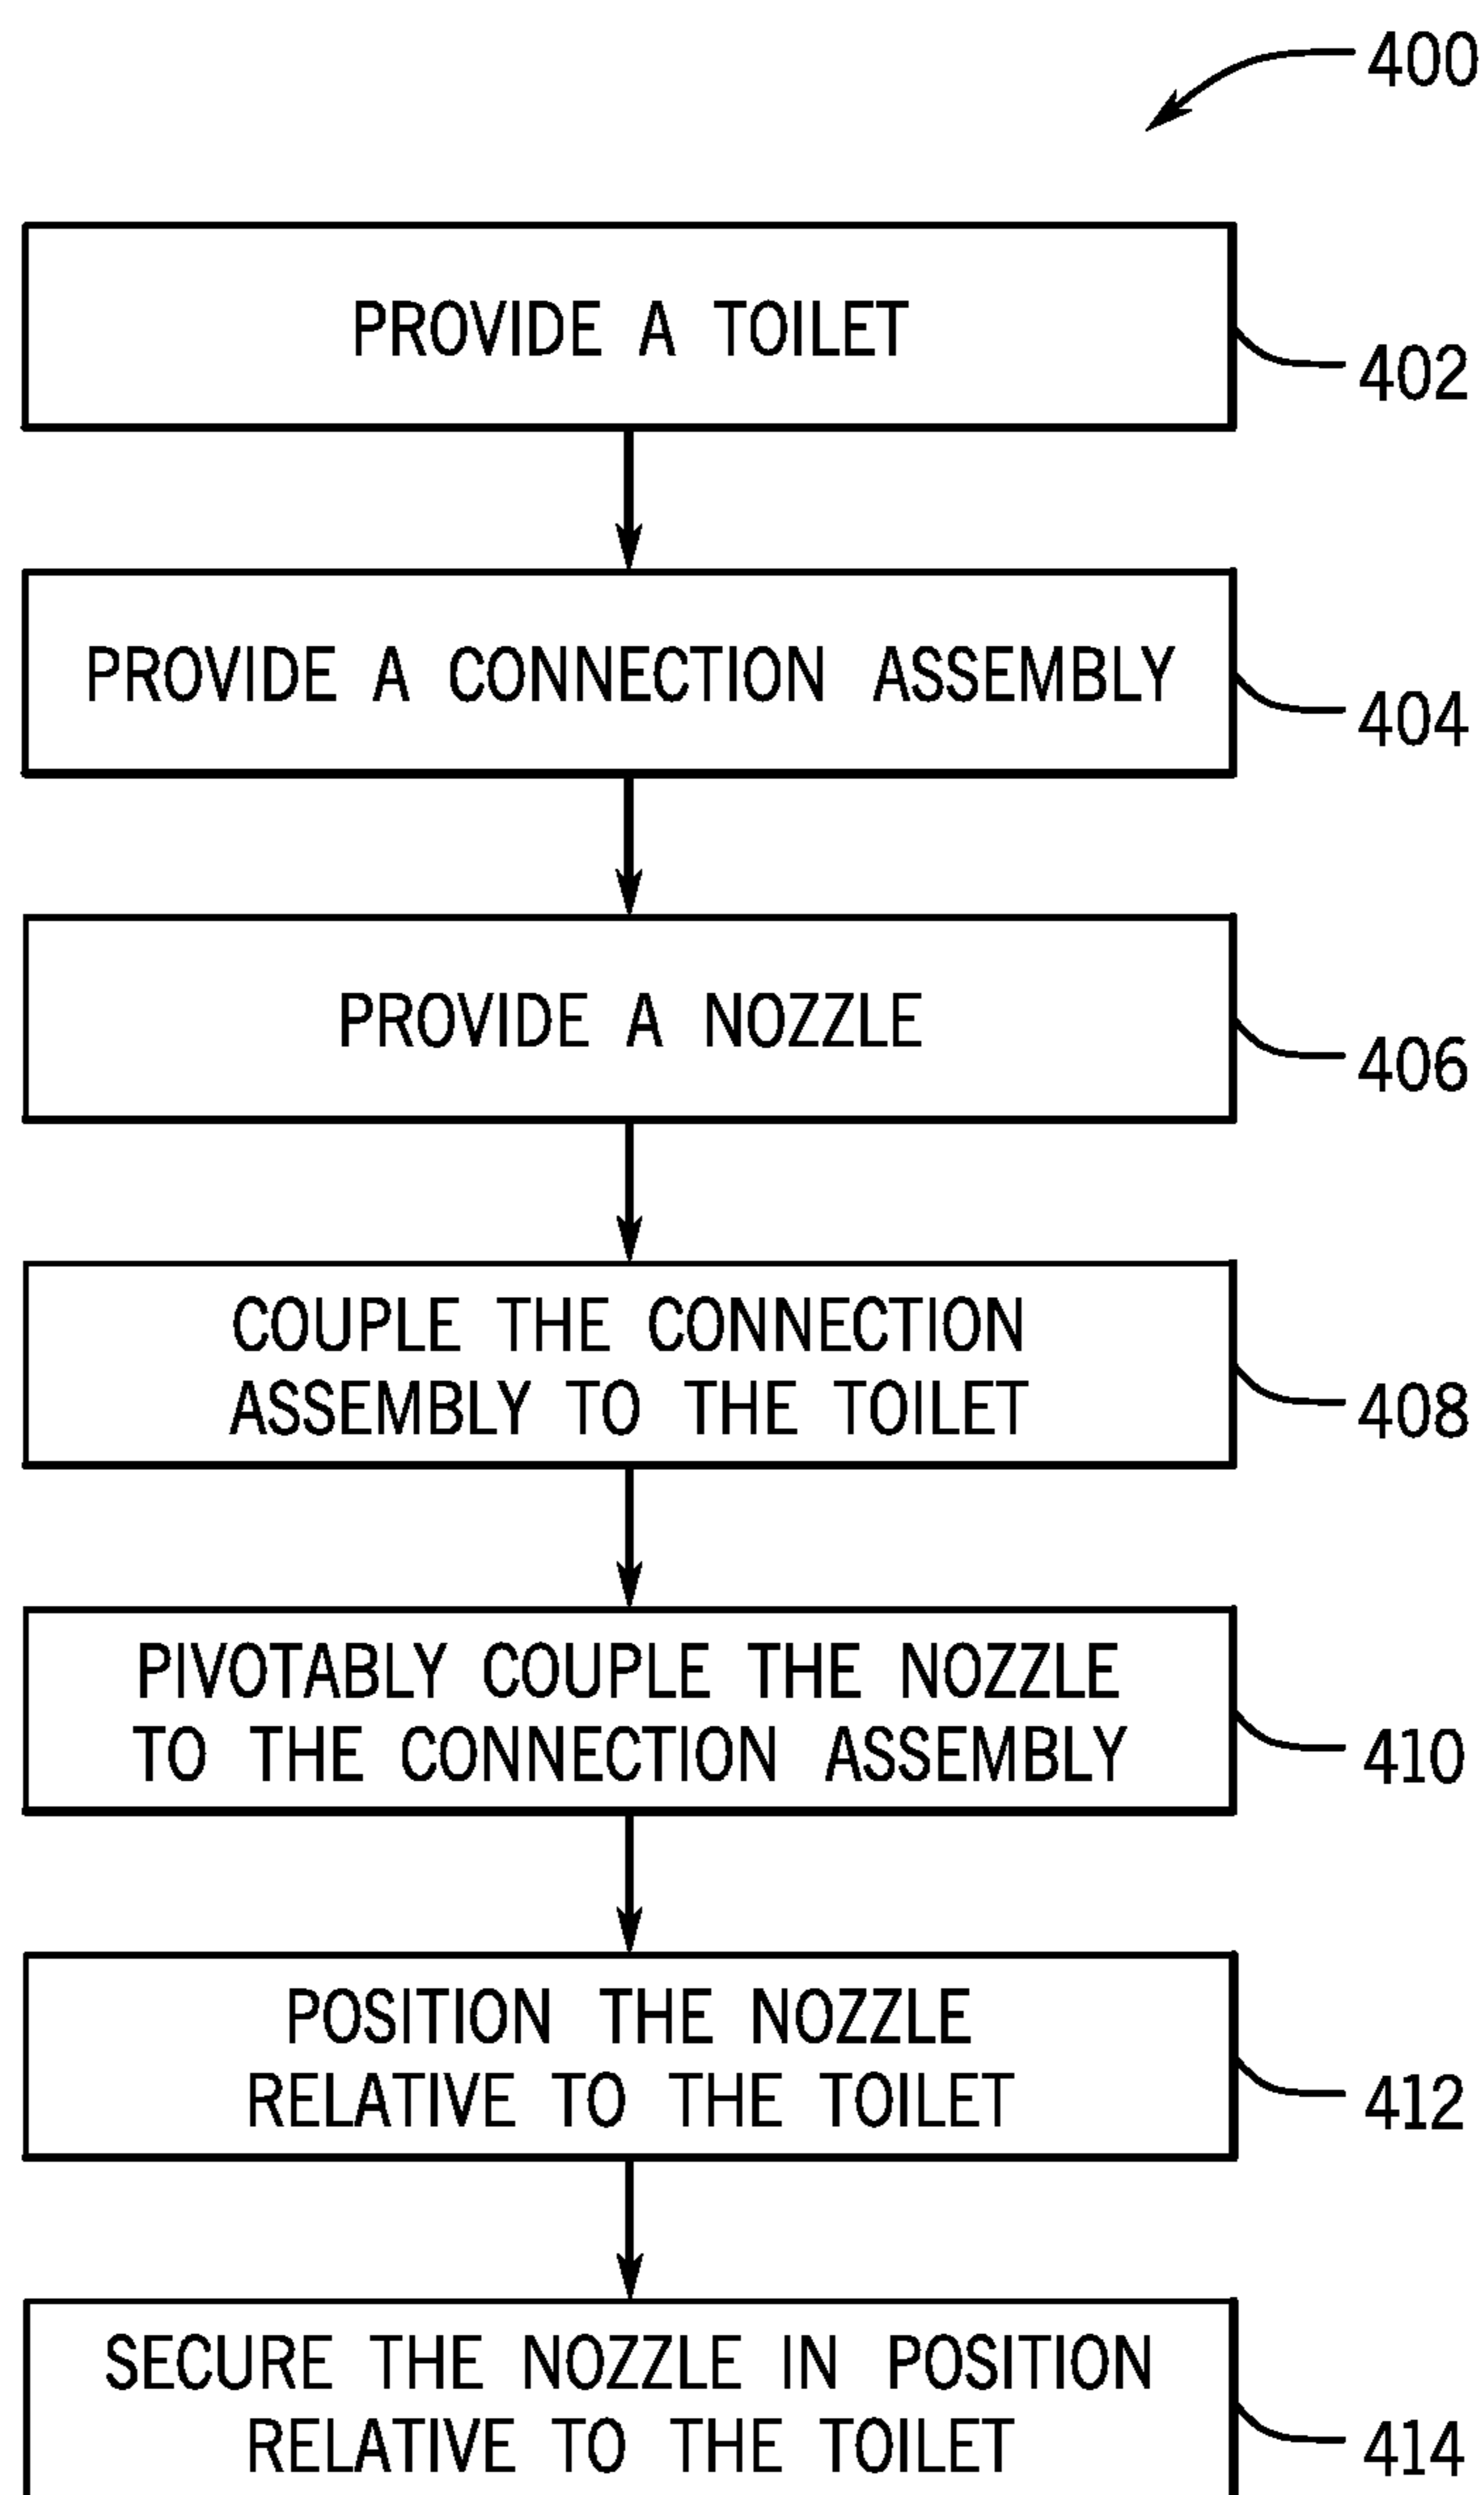 400
PROVIDE A TOILET
402
PROVIDE A CONNECTION ASSEMBLY
404
PROVIDE A NOZZLE
406
COUPLE THE CONNECTION
ASSEMBLY TO THE TOILET
408
PIVOTABLY COUPLE THE NOZZLE
TO THE CONNECTION ASSEMBLY
410
POSITION THE NOZZLE
RELATIVE TO THE TOILET
412
SECURE THE NOZZLE IN POSITION
RELATIVE TO THE TOILET
414